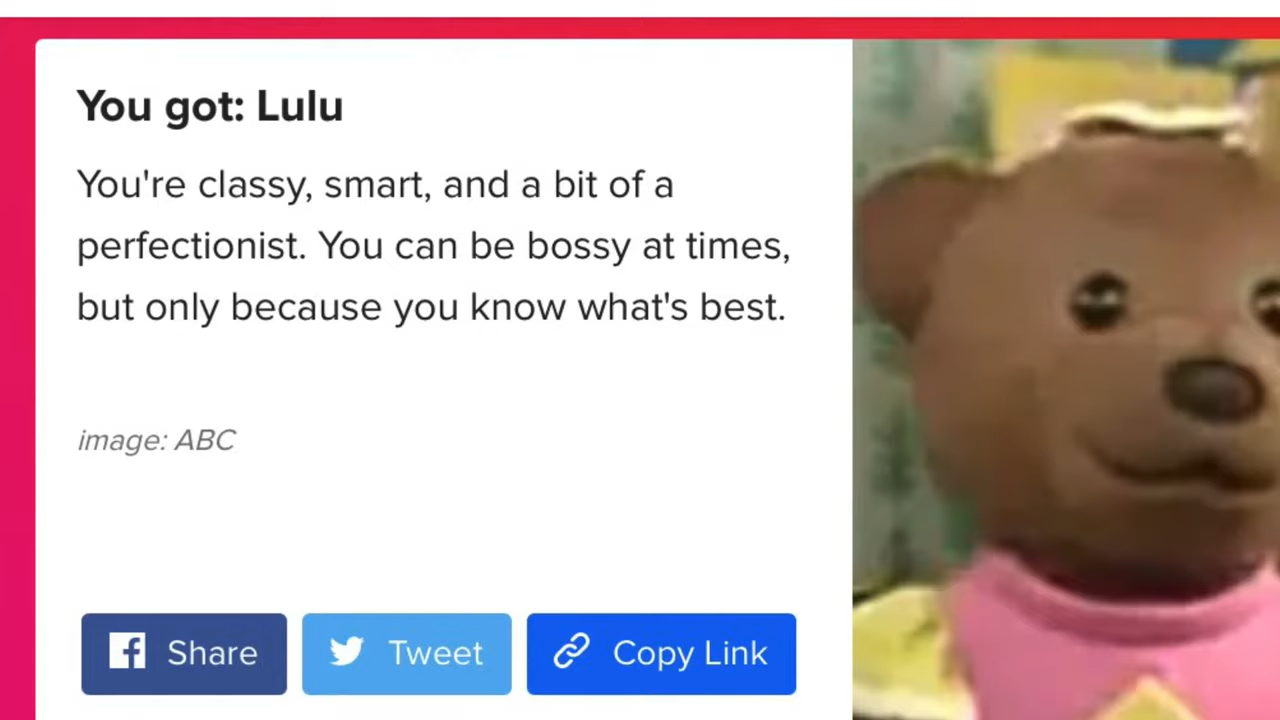 You got: Lulu
You're classy, smart, and a bit of a
perfectionist. You can be bossy at times,
but only because you know what's best.
image: ABC
Share
Tweet
Copy Link